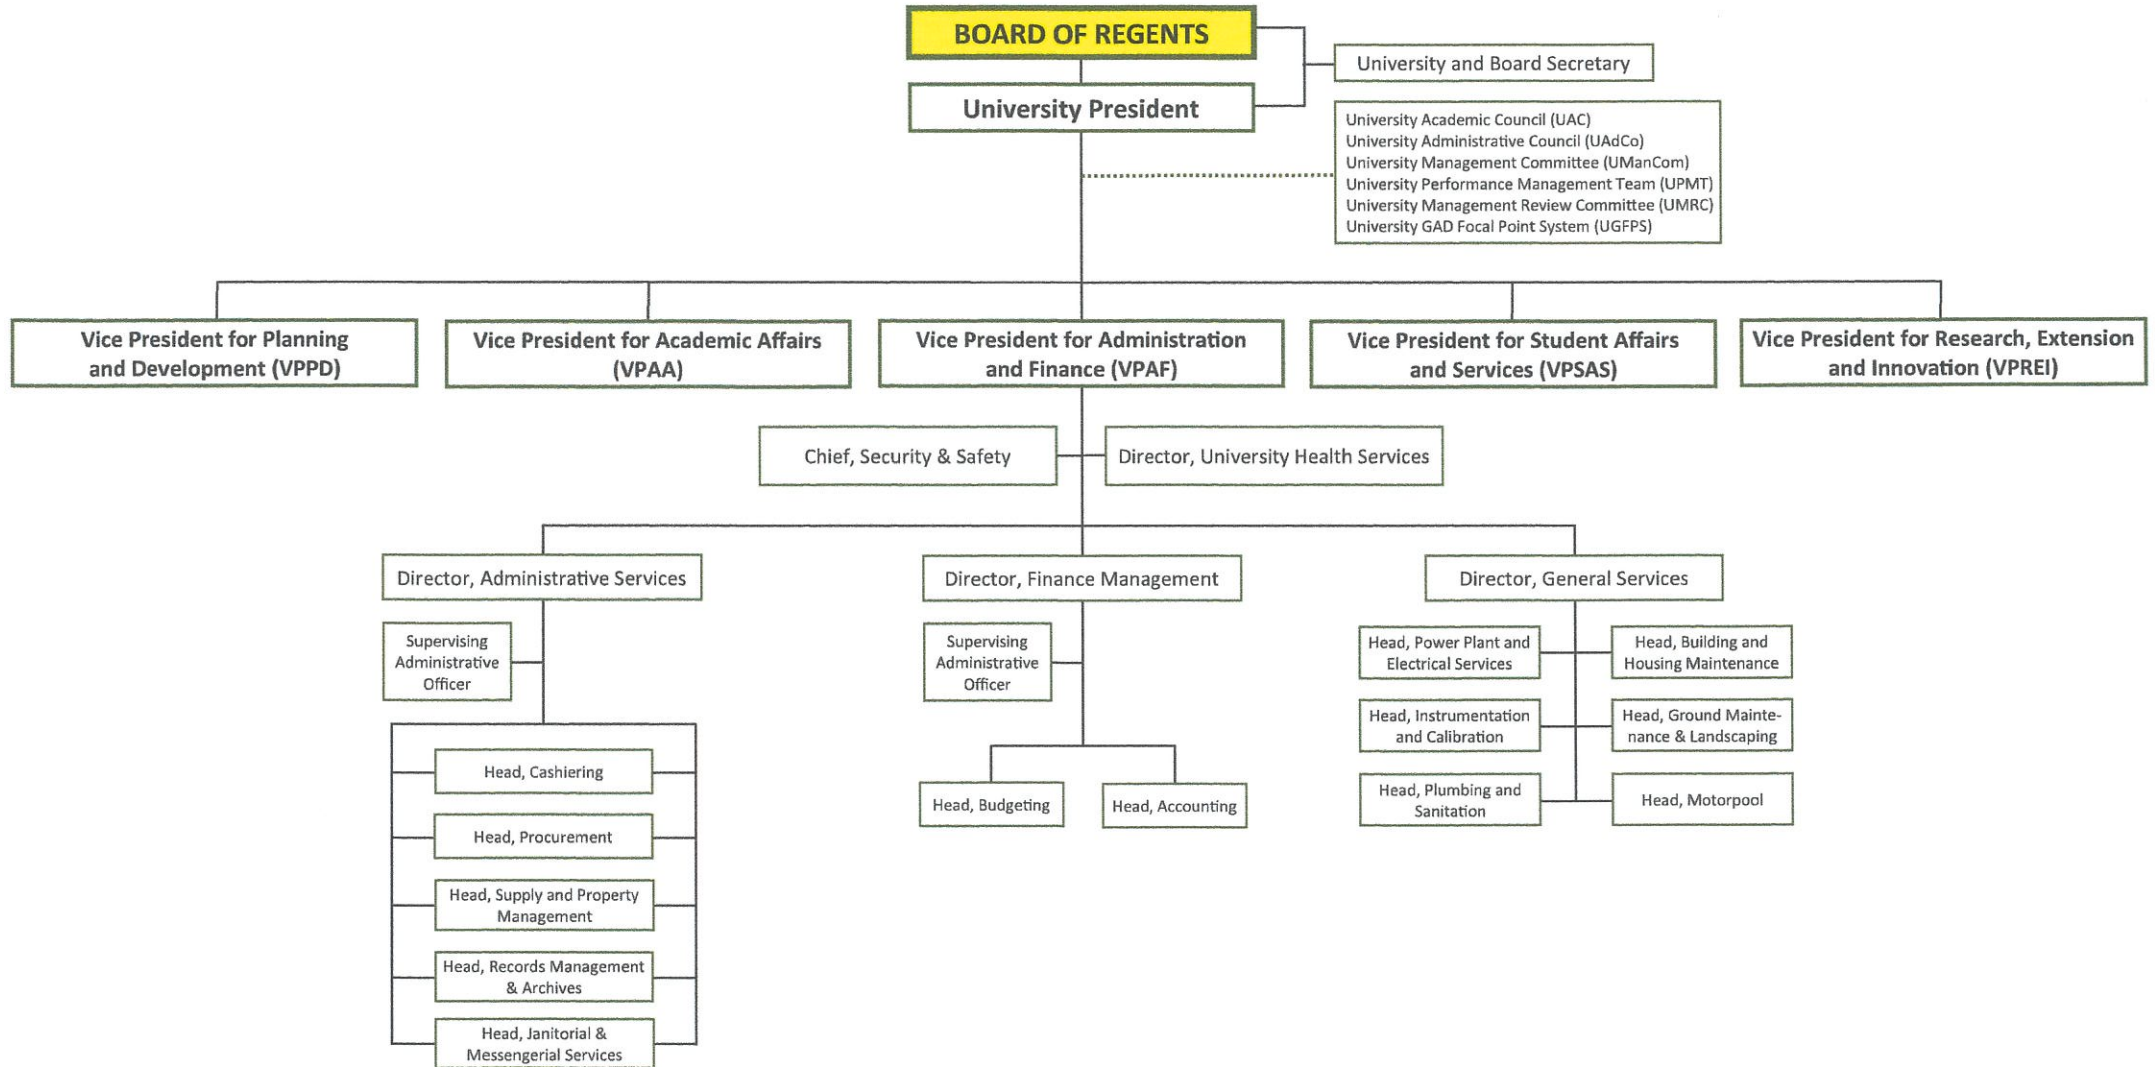 BOARD OF REGENTS
University and Board Secretary
University President
University Academic Council (UAC)
University Administrative Council (UAdCo)
University Management Committee (UManCom)
University Performance Management Team (UPMT)
University Management Review Committee (UMRC)
University GAD Focal Point System (UGFPS)
Vice President for Planning
and Development (VPPD)
Vice President for Academic Affairs
(VPAA)
Vice President for Administration
and Finance (VPAF)
Vice President for Student Affairs
and Services (VPSAS)
Vice President for Research, Extension
and Innovation (VPREI)
Chief, Security & Safety
Director, University Health Services
Director, Administrative Services
Director, Finance Management
Director, General Services
Supervising
Administrative
Officer
Head, Cashiering
Head, Procurement
Head, Supply and Property
Management
Head, Records Management
& Archives
Head, Janitorial &
Messengerial Services
Supervising
Administrative
Officer
Head, Budgeting
Head, Accounting
Head, Power Plant and
Electrical Services
Head, Building and
Housing Maintenance
Head, Instrumentation
and Calibration
Head, Ground Mainte-
nance & Landscaping
Head, Plumbing and
Sanitation
Head, Motorpool